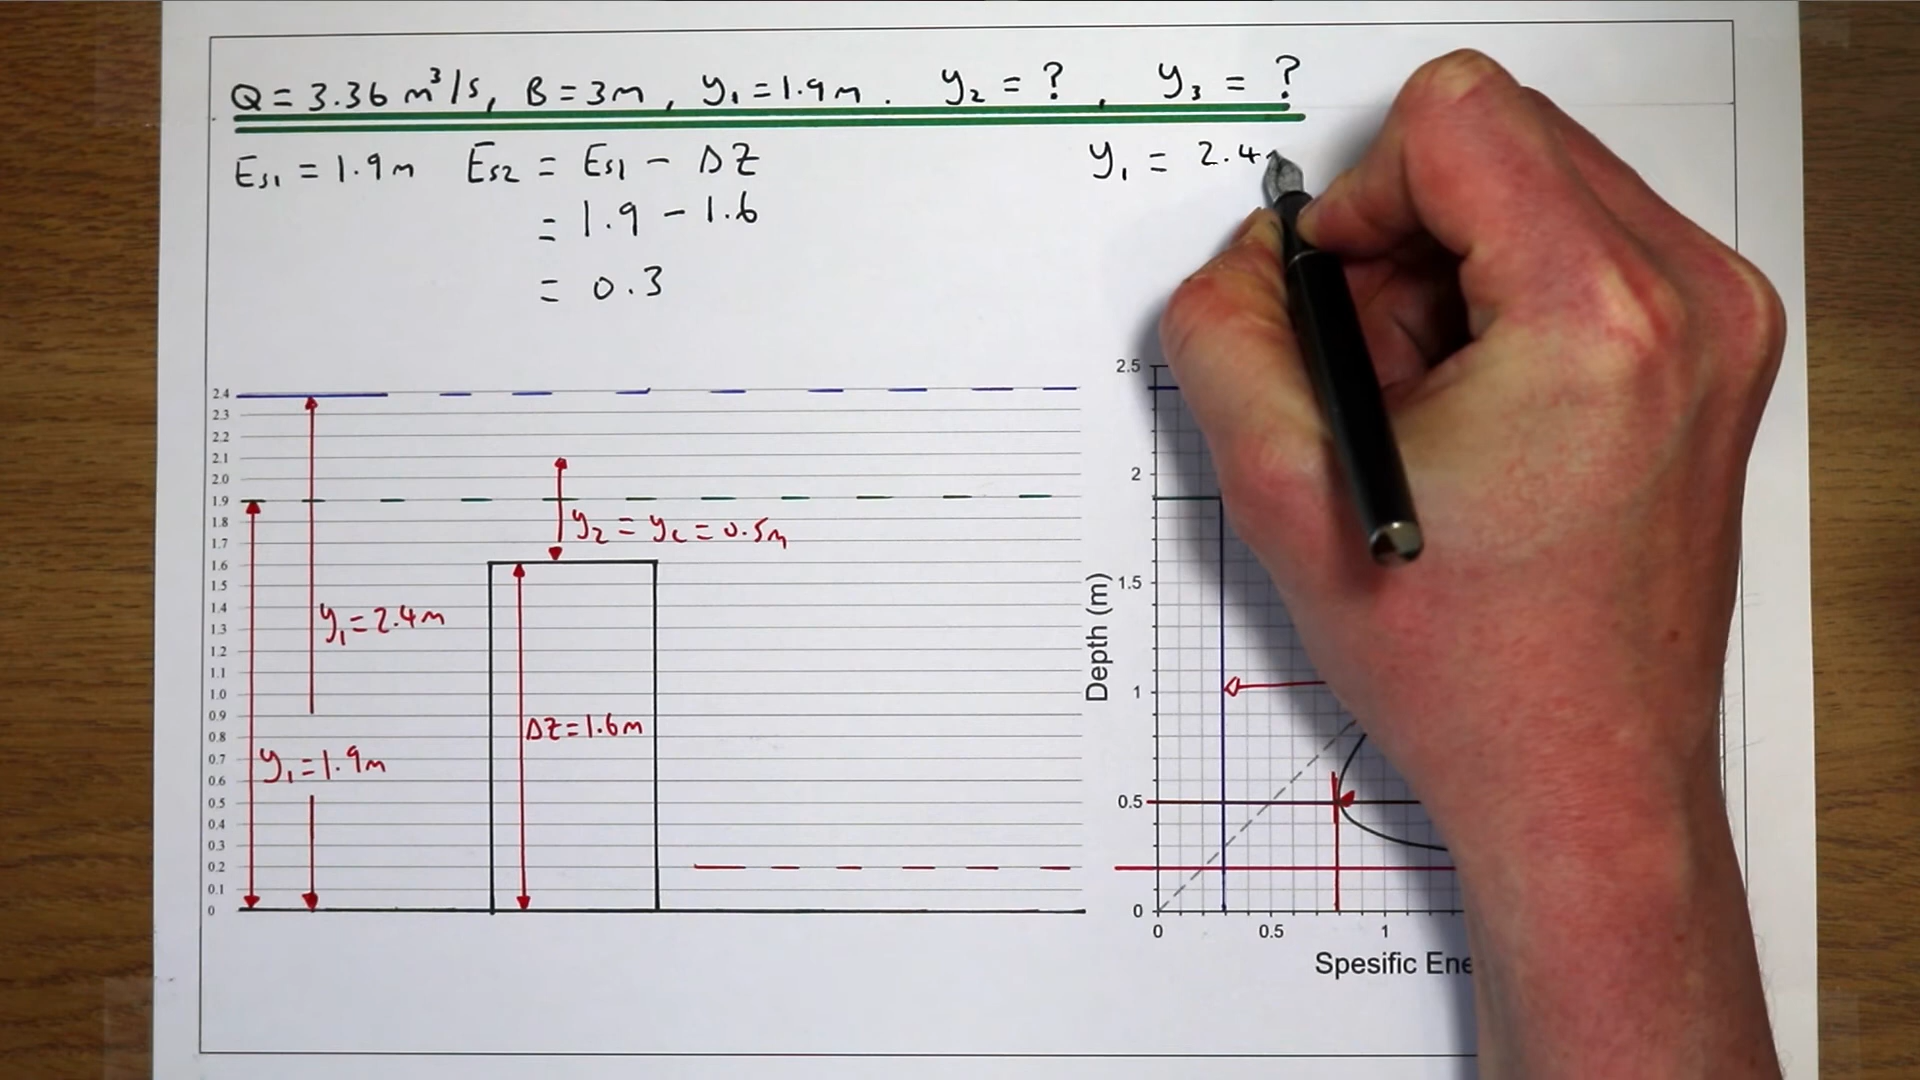 Q = 3.36 m³/s, B = 3m, y₁ = 1.9m. y₂ = ?, y₃ = ?
Es1 = 1.9m Es2 = Es1 - ΔZ
= 1.9 - 1.6
= 0.3
y₁ = 2.4m
2.4
2.3
2.2
2.1
2.0
1.9
1.8
1.7
1.6
1.5
1.4
1.3
1.2
1.1
1.0
0.9
0.8
0.7
0.6
0.5
0.4
0.3
0.2
0.1
0
y₂ = yc = 0.5m
y₁ = 2.4m
ΔZ = 1.6m
y₁ = 1.9m
Depth (m)
2.5
2
1.5
1
0.5
0
0 0.5 1
Spesific Ene